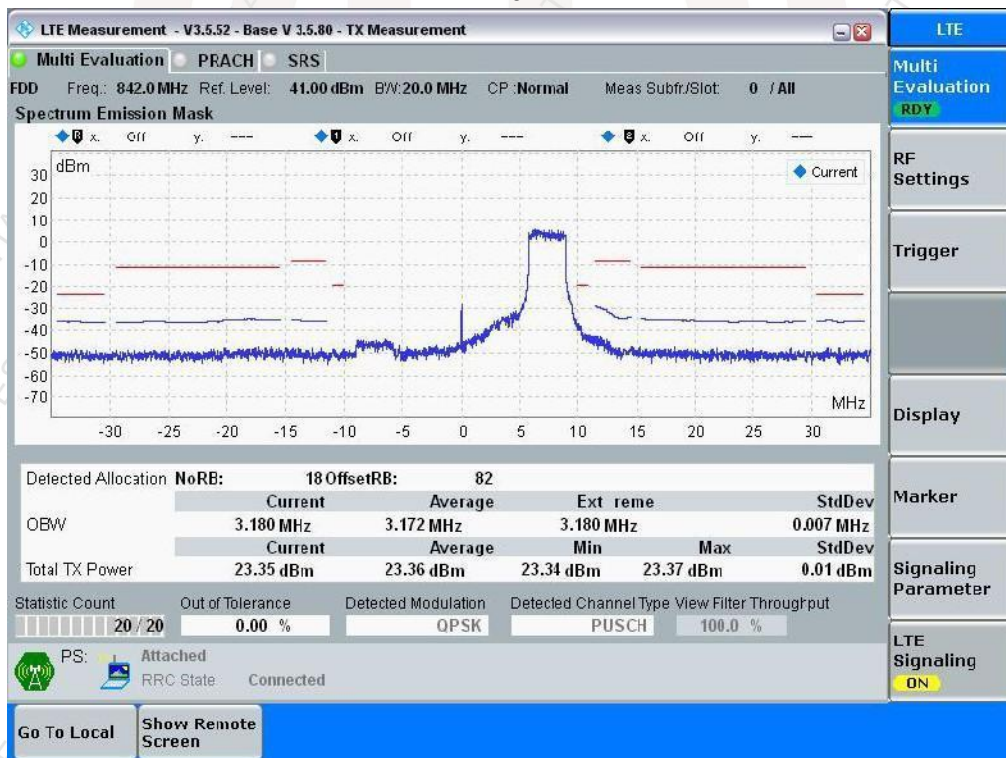 LTE Measurement - V3.5.52 - Base V 3.5.80 - TX Measurement
LTE
Multi Evaluation PRACH SRS
Multi Evaluation
RDY
FDD Freq.: 842.0 MHz Ref. Level: 41.00 dBm BW: 20.0 MHz CP :Normal Meas Subfr./Slot: 0 / All
Spectrum Emission Mask
0 x. Off y. --- 1 x. Off y. --- 2 x. Off y. ---
dBm
Current
30
20
10
0
-10
-20
-30
-40
-50
-60
-70
MHz
-30 -25 -20 -15 -10 -5 0 5 10 15 20 25 30
RF Settings
Trigger
Display
Marker
Signaling Parameter
LTE Signaling
ON
Detected Allocation NoRB: 18 OffsetRB: 82
Current Average Ext reme StdDev
OBW 3.180 MHz 3.172 MHz 3.180 MHz 0.007 MHz
Current Average Min Max StdDev
Total TX Power 23.35 dBm 23.36 dBm 23.34 dBm 23.37 dBm 0.01 dBm
Statistic Count Out of Tolerance Detected Modulation Detected Channel Type View Filter Throughput
20 / 20 0.00 % QPSK PUSCH 100.0 %
PS: Attached
RRC State Connected
Go To Local
Show Remote Screen